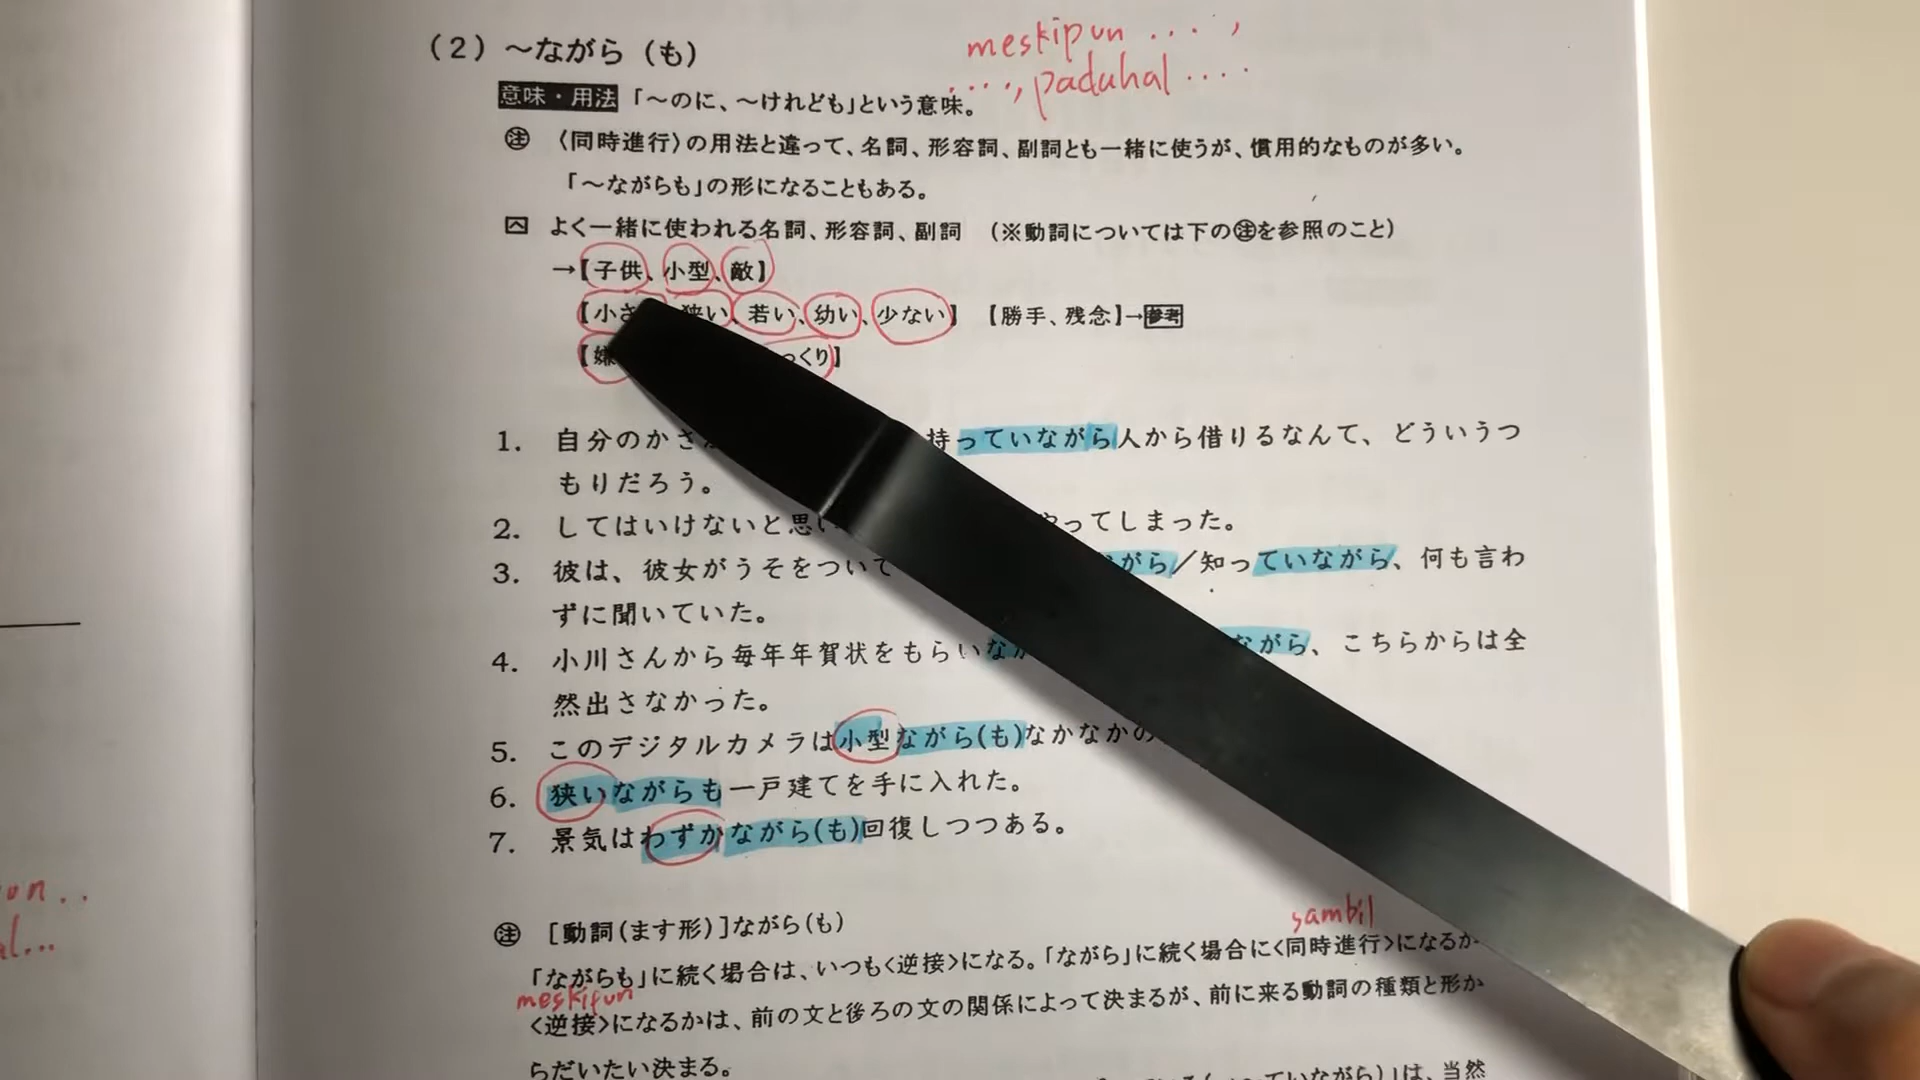 (2) ～ながら(も)
meskipun ....,
....., paduhal ....
意味・用法 「～のに、～けれども」という意味。
注 〈同時進行〉の用法と違って、名詞、形容詞、副詞とも一緒に使うが、慣用的なものが多い。
「～ながらも」の形になることもある。
よく一緒に使われる名詞、形容詞、副詞 (※動詞については下の注を参照のこと)
→【子供、小型、敵】
【小さ 狭い、若い、幼い、少ない】 【勝手、残念】→参考
【嫌 っくり】
1. 自分のかさ 持っていながら人から借りるなんて、どういうつ
もりだろう。
2. してはいけないと思い やってしまった。
3. 彼は、彼女がうそをついて がら／知っていながら、何も言わ
ずに聞いていた。
4. 小川さんから毎年年賀状をもらいなが ながら、こちらからは全
然出さなかった。
5. このデジタルカメラは小型ながら(も)なかなかの
6. 狭いながらも一戸建てを手に入れた。
7. 景気はわずかながら(も)回復しつつある。
注 [動詞(ます形)]ながら(も)
sambil
「ながらも」に続く場合は、いつも〈逆接〉になる。「ながら」に続く場合に〈同時進行〉になるか
meskipun
〈逆接〉になるかは、前の文と後ろの文の関係によって決まるが、前に来る動詞の種類と形か
らだいたい決まる。
ていながら)」は、当然